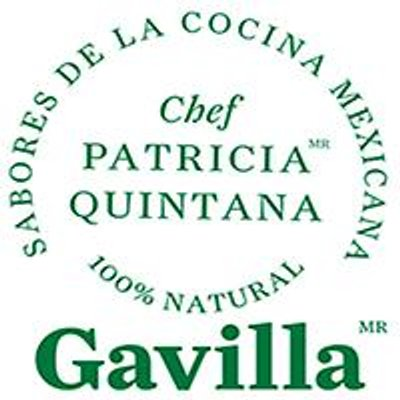 SABORES DE LA COCINA MEXICANA
Chef
PATRICIA MR
QUINTANA
100% NATURAL
Gavilla MR